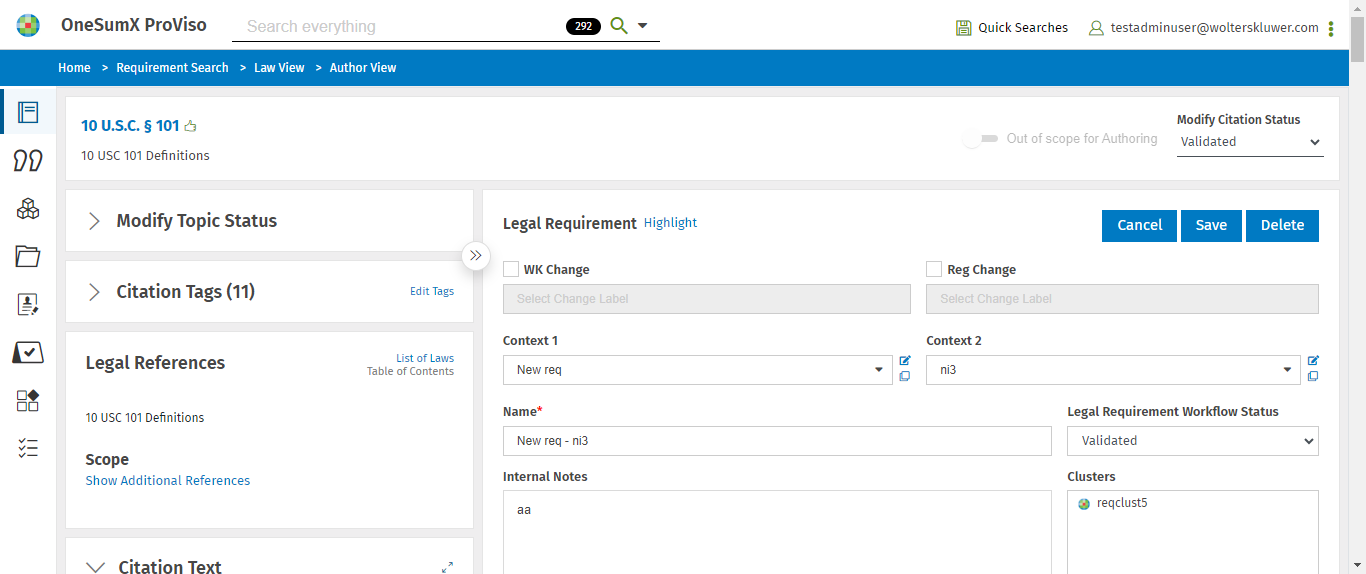 OneSumX ProViso
Search everything
292
Quick Searches
testadminuser@wolterskluwer.com
Home > Requirement Search > Law View > Author View
10 U.S.C. § 101
10 USC 101 Definitions
Out of scope for Authoring
Modify Citation Status
Validated
Modify Topic Status
Citation Tags (11)
Edit Tags
Legal References
List of Laws
Table of Contents
10 USC 101 Definitions
Scope
Show Additional References
Citation Text
Legal Requirement Highlight
Cancel
Save
Delete
WK Change
Reg Change
Select Change Label
Select Change Label
Context 1
Context 2
New req
ni3
Name*
Legal Requirement Workflow Status
New req - ni3
Validated
Internal Notes
Clusters
aa
reqclust5